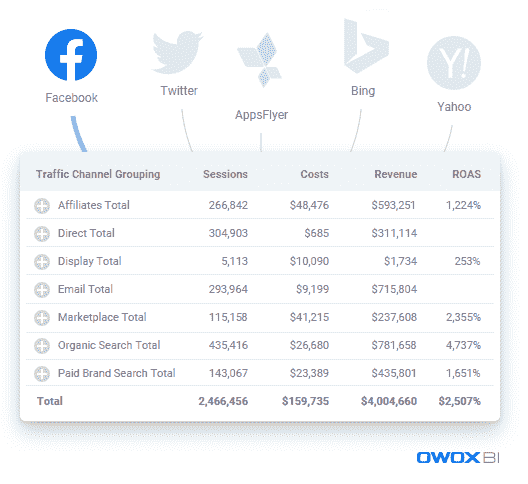 Facebook
Twitter
AppsFlyer
Bing
Y!
Yahoo
Traffic Channel Grouping Sessions Costs Revenue ROAS
Affiliates Total 266,842 $48,476 $593,251 1,224%
Direct Total 304,903 $685 $311,114
Display Total 5,113 $10,090 $1,734 253%
Email Total 293,964 $9,199 $715,804
Marketplace Total 115,158 $41,215 $237,608 2,355%
Organic Search Total 435,416 $26,680 $781,658 4,737%
Paid Brand Search Total 143,067 $23,389 $435,801 1,651%
Total 2,466,456 $159,735 $4,004,660 $2,507%
OWOX BI